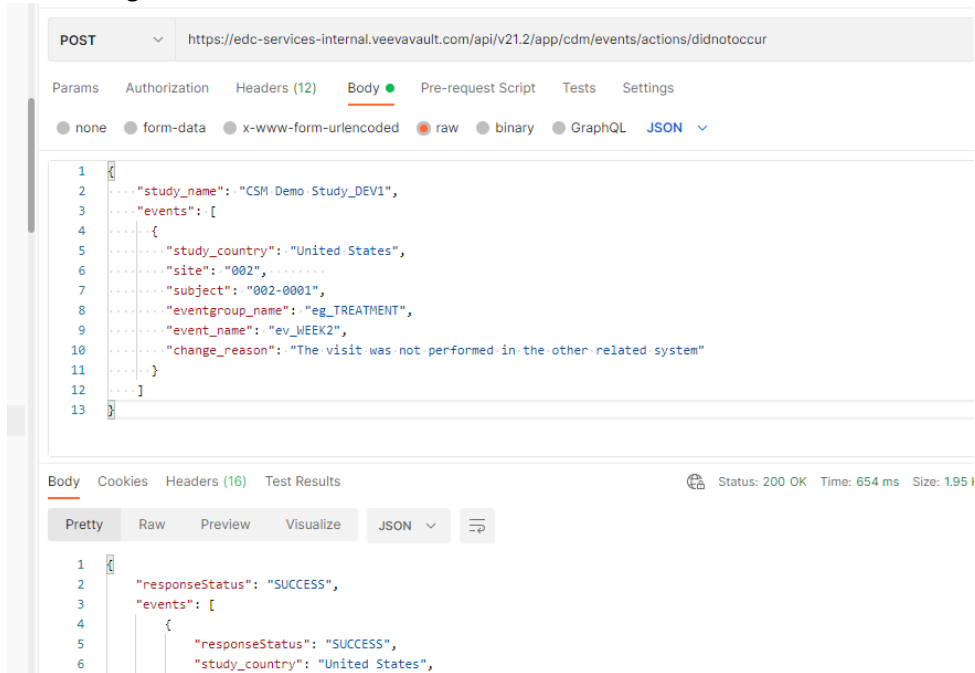 POST https://edc-services-internal.veevavault.com/api/v21.2/app/cdm/events/actions/didnotoccur
Params Authorization Headers (12) Body Pre-request Script Tests Settings
none form-data x-www-form-urlencoded raw binary GraphQL JSON
1 {
2 "study_name": "CSM Demo Study_DEV1",
3 "events": [
4 {
5 "study_country": "United States",
6 "site": "002",
7 "subject": "002-0001",
8 "eventgroup_name": "eg_TREATMENT",
9 "event_name": "ev_WEEK2",
10 "change_reason": "The visit was not performed in the other related system"
11 }
12 ]
13 }
Body Cookies Headers (16) Test Results Status: 200 OK Time: 654 ms Size: 1.95
Pretty Raw Preview Visualize JSON
1 {
2 "responseStatus": "SUCCESS",
3 "events": [
4 {
5 "responseStatus": "SUCCESS",
6 "study_country": "United States",